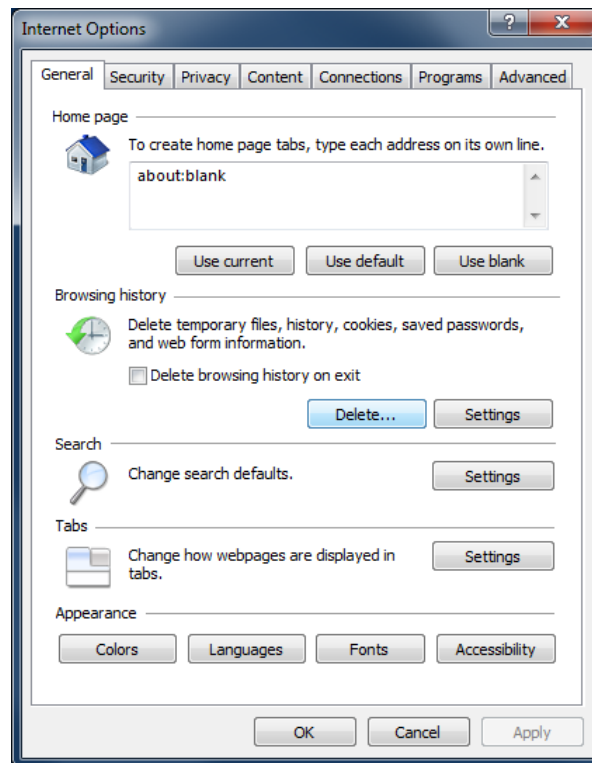 Internet Options
General Security Privacy Content Connections Programs Advanced
Home page
To create home page tabs, type each address on its own line.
about:blank
Use current Use default Use blank
Browsing history
Delete temporary files, history, cookies, saved passwords,
and web form information.
Delete browsing history on exit
Delete... Settings
Search
Change search defaults. Settings
Tabs
Change how webpages are displayed in Settings
tabs.
Appearance
Colors Languages Fonts Accessibility
OK Cancel Apply